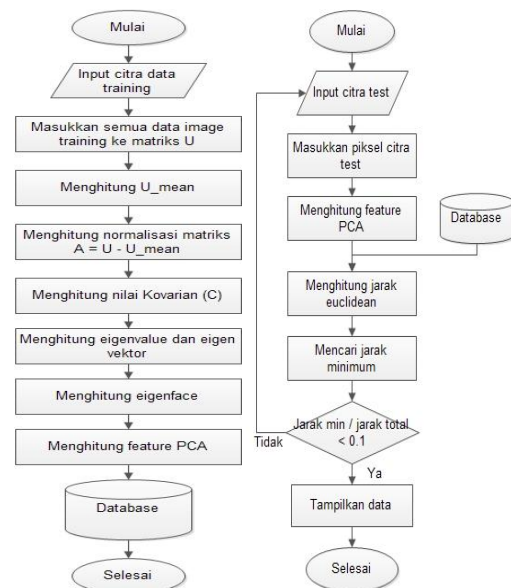 Mulai
Input citra data
training
Masukkan semua data image
training ke matriks U
Menghitung U_mean
Menghitung normalisasi matriks
A = U - U_mean
Menghitung nilai Kovarian (C)
Menghitung eigenvalue dan eigen
vektor
Menghitung eigenface
Menghitung feature PCA
Database
Selesai
Mulai
Input citra test
Masukkan piksel citra
test
Menghitung feature
PCA
Database
Menghitung jarak
euclidean
Mencari jarak
minimum
Jarak min / jarak total
< 0.1
Tidak
Ya
Tampilkan data
Selesai